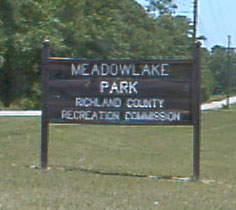 MEADOWLAKE
PARK
RICHLAND COUNTY
RECREATION COMMISSION